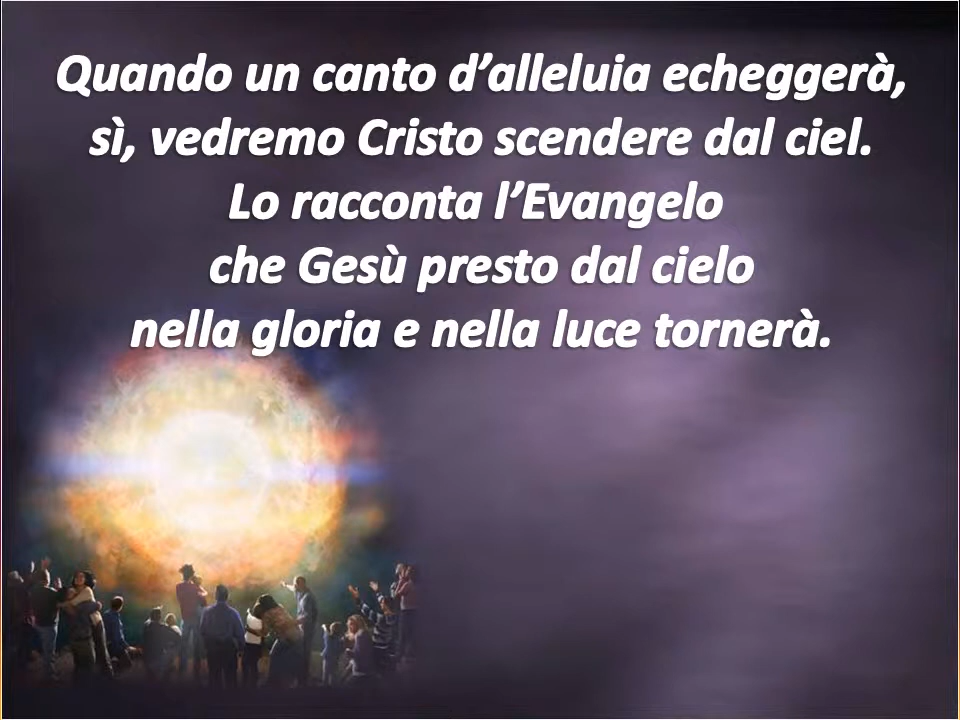 Quando un canto d’alleluia echeggerà,
sì, vedremo Cristo scendere dal ciel.
Lo racconta l’Evangelo
che Gesù presto dal cielo
nella gloria e nella luce tornerà.